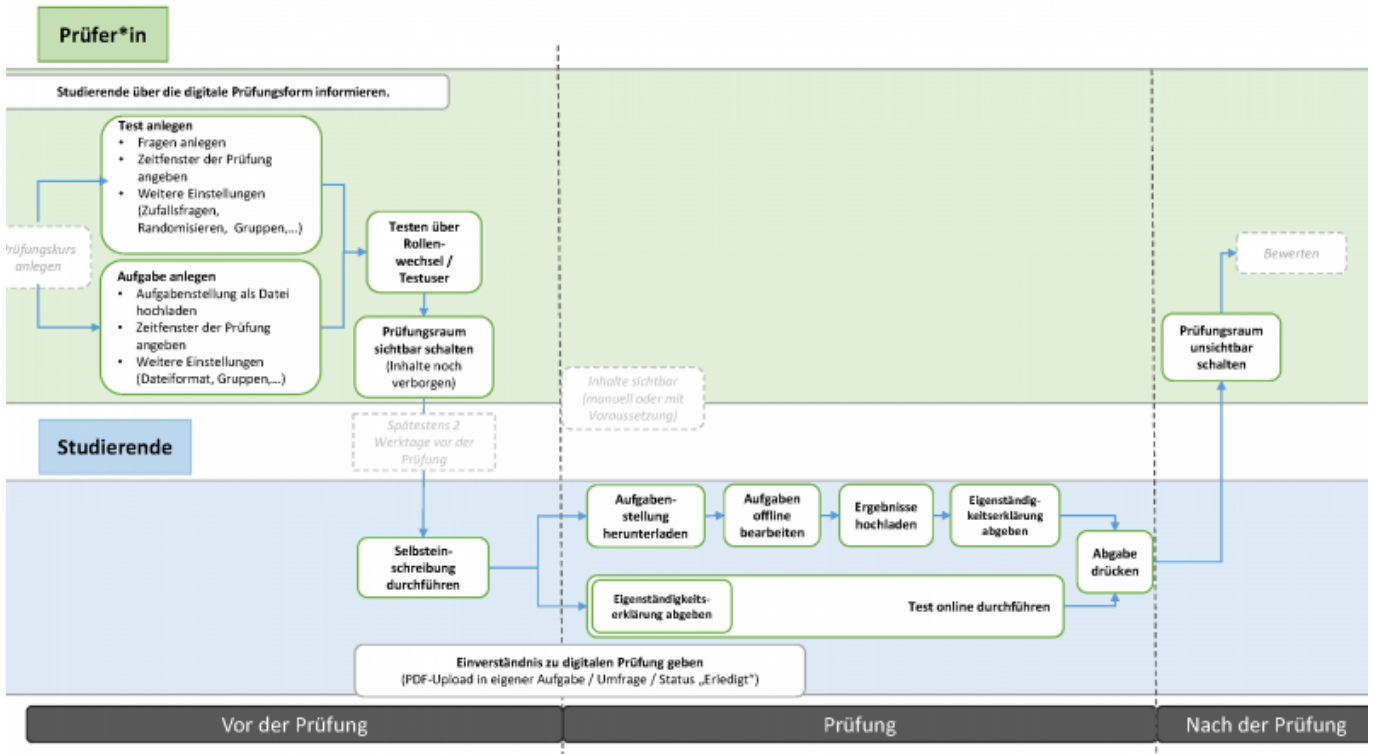 Prüfer*in
Studierende über die digitale Prüfungsform informieren.
Test anlegen
• Fragen anlegen
• Zeitfenster der Prüfung
angeben
• Weitere Einstellungen
(Zufallsfragen,
Randomisieren, Gruppen,...)
Prüfungskurs
anlegen
Aufgabe anlegen
• Aufgabenstellung als Datei
hochladen
• Zeitfenster der Prüfung
angeben
• Weitere Einstellungen
(Dateiformat, Gruppen,...)
Testen über
Rollen-
wechsel /
Testuser
Prüfungsraum
sichtbar schalten
(Inhalte noch
verborgen)
Inhalte sichtbar
(manuell oder mit
Voraussetzung)
Bewerten
Prüfungsraum
unsichtbar
schalten
Studierende
Spätestens 2
Werktage vor der
Prüfung
Selbstein-
schreibung
durchführen
Aufgaben-
stellung
herunterladen
Aufgaben
offline
bearbeiten
Ergebnisse
hochladen
Eigenständig-
keitserklärung
abgeben
Abgabe
drücken
Eigenständigkeits-
erklärung abgeben
Test online durchführen
Einverständnis zu digitalen Prüfung geben
(PDF-Upload in eigener Aufgabe / Umfrage / Status „Erledigt“)
Vor der Prüfung
Prüfung
Nach der Prüfung